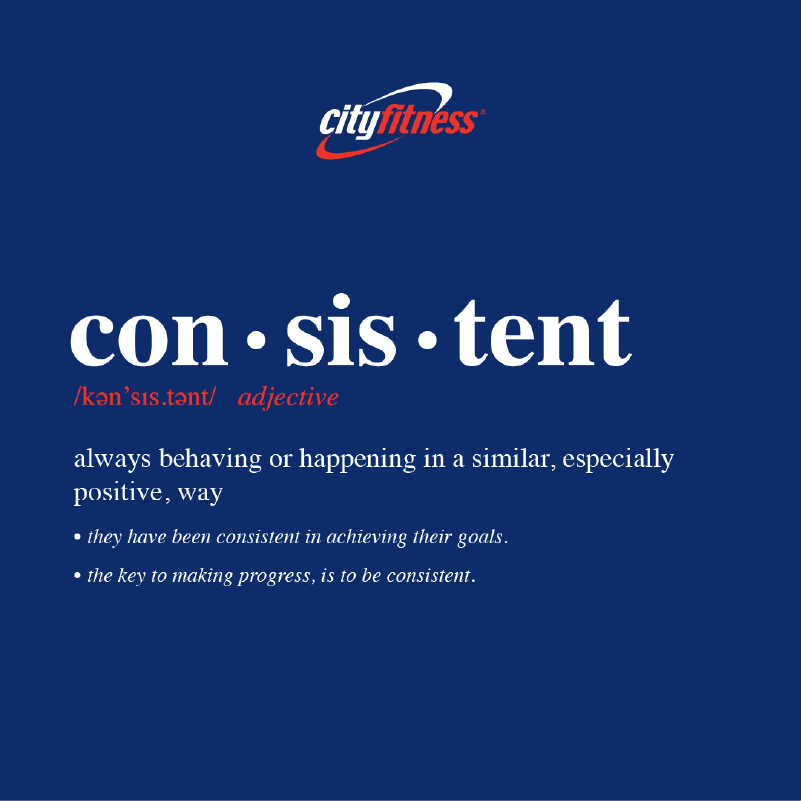 cityfitness®
con·sis·tent
/kən’sɪs.tənt/ adjective
always behaving or happening in a similar, especially
positive, way
• they have been consistent in achieving their goals.
• the key to making progress, is to be consistent.